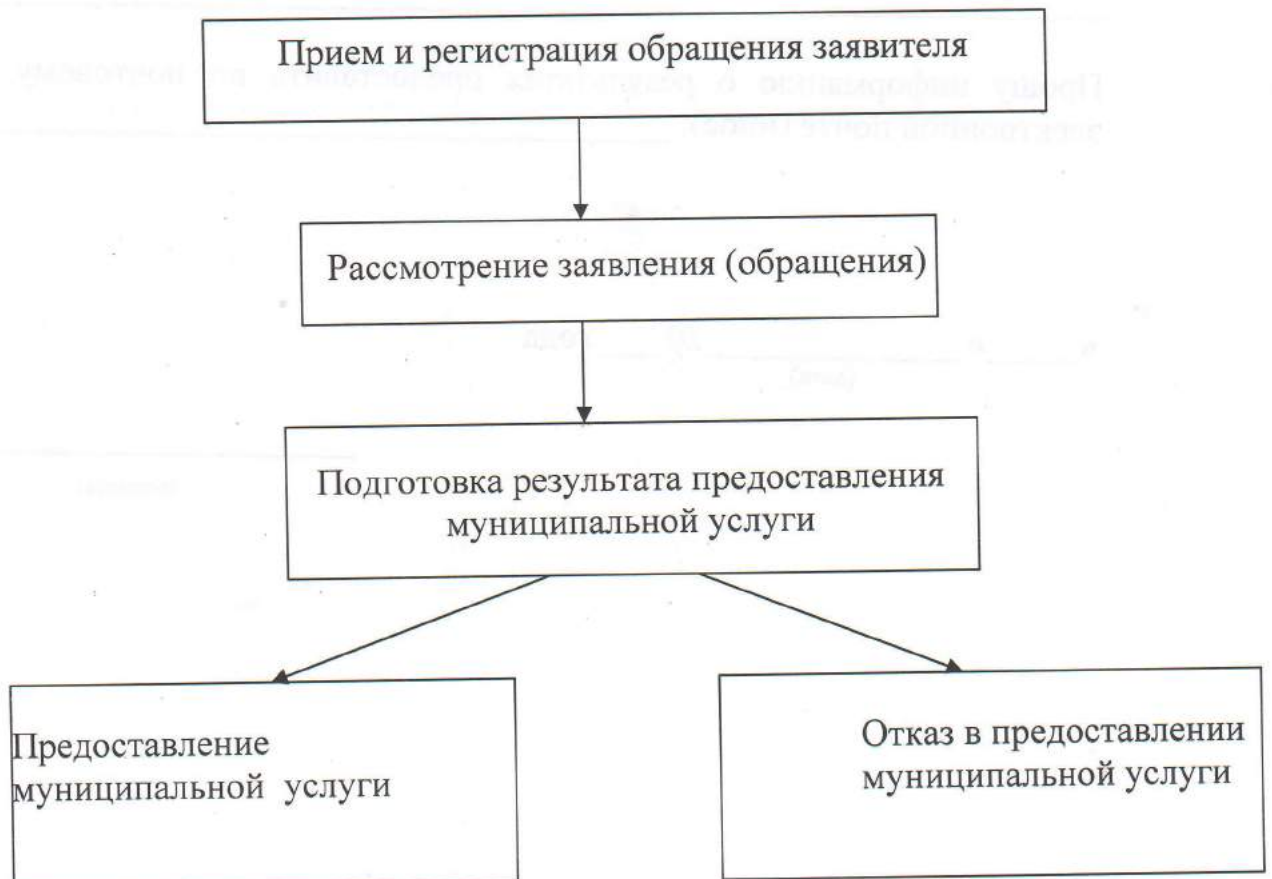 Прием и регистрация обращения заявителя
Рассмотрение заявления (обращения)
Подготовка результата предоставления
муниципальной услуги
Предоставление
муниципальной услуги
Отказ в предоставлении
муниципальной услуги